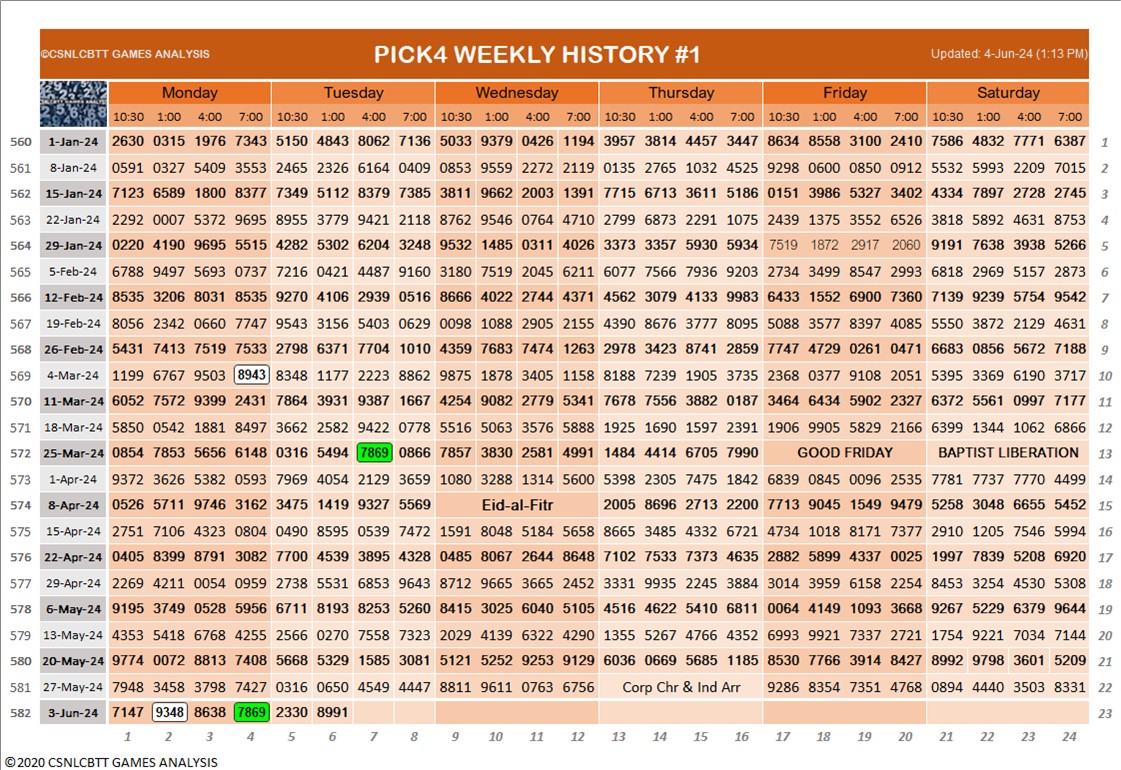 ©CSNLCBTT GAMES ANALYSIS PICK4 WEEKLY HISTORY #1 Updated: 4-Jun-24 (1:13 PM)
CSNLCBTT GAMES ANALYSIS Monday Tuesday Wednesday Thursday Friday Saturday
10:30 1:00 4:00 7:00 10:30 1:00 4:00 7:00 10:30 1:00 4:00 7:00 10:30 1:00 4:00 7:00 10:30 1:00 4:00 7:00 10:30 1:00 4:00 7:00
560 1-Jan-24 2630 0315 1976 7343 5150 4843 8062 7136 5033 9379 0426 1194 3957 3814 4457 3447 8634 8558 3100 2410 7586 4832 7771 6387 1
561 8-Jan-24 0591 0327 5409 3553 2465 2326 6164 0409 0853 9559 2272 2119 0135 2765 1032 4525 9298 0600 0850 0912 5532 5993 2209 7015 2
562 15-Jan-24 7123 6589 1800 8377 7349 5112 8379 7385 3811 9662 2003 1391 7715 6713 3611 5186 0151 3986 5327 3402 4334 7897 2728 2745 3
563 22-Jan-24 2292 0007 5372 9695 8955 3779 9421 2118 8762 9546 0764 4710 2799 6873 2291 1075 2439 1375 3552 6526 3818 5892 4631 8753 4
564 29-Jan-24 0220 4190 9695 5515 4282 5302 6204 3248 9532 1485 0311 4026 3373 3357 5930 5934 7519 1872 2917 2060 9191 7638 3938 5266 5
565 5-Feb-24 6788 9497 5693 0737 7216 0421 4487 9160 3180 7519 2045 6211 6077 7566 7936 9203 2734 3499 8547 2993 6818 2969 5157 2873 6
566 12-Feb-24 8535 3206 8031 8535 9270 4106 2939 0516 8666 4022 2744 4371 4562 3079 4133 9983 6433 1552 6900 7360 7139 9239 5754 9542 7
567 19-Feb-24 8056 2342 0660 7747 9543 3156 5403 0629 0098 1088 2905 2155 4390 8676 3777 8095 5088 3577 8397 4085 5550 3872 2129 4631 8
568 26-Feb-24 5431 7413 7519 7533 2798 6371 7704 1010 4359 7683 7474 1263 2978 3423 8741 2859 7747 4729 0261 0471 6683 0856 5672 7188 9
569 4-Mar-24 1199 6767 9503 8943 8348 1177 2223 8862 9875 1878 3405 1158 8188 7239 1905 3735 2368 0377 9108 2051 5395 3369 6190 3717 10
570 11-Mar-24 6052 7572 9399 2431 7864 3931 9387 1667 4254 9082 2779 5341 7678 7556 3882 0187 3464 6434 5902 2327 6372 5561 0997 7177 11
571 18-Mar-24 5850 0542 1881 8497 3662 2582 9422 0778 5516 5063 3576 5888 1925 1690 1597 2391 1906 9905 5829 2166 6399 1344 1062 6866 12
572 25-Mar-24 0854 7853 5656 6148 0316 5494 7869 0866 7857 3830 2581 4991 1484 4414 6705 7990 GOOD FRIDAY BAPTIST LIBERATION 13
573 1-Apr-24 9372 3626 5382 0593 7969 4054 2129 3659 1080 3288 1314 5600 5398 2305 7475 1842 6839 0845 0096 2535 7781 7737 7770 4499 14
574 8-Apr-24 0526 5711 9746 3162 3475 1419 9327 5569 Eid-al-Fitr 2005 8696 2713 2200 7713 9045 1549 9479 5258 3048 6655 5452 15
575 15-Apr-24 2751 7106 4323 0804 0490 8595 0539 7472 1591 8048 5184 5658 8665 3485 4332 6721 4734 1018 8171 7377 2910 1205 7546 5994 16
576 22-Apr-24 0405 8399 8791 3082 7700 4539 3895 4328 0485 8067 2644 8648 7102 7533 7373 4635 2882 5899 4337 0025 1997 7839 5208 6920 17
577 29-Apr-24 2269 4211 0054 0959 2738 5531 6853 9643 8712 9665 3665 2452 3331 9935 2245 3884 3014 3959 6158 2254 8453 3254 4530 5308 18
578 6-May-24 9195 3749 0528 5956 6711 8193 8253 5260 8415 3025 6040 5105 4516 4622 5410 6811 0064 4149 1093 3668 9267 5229 6379 9644 19
579 13-May-24 4353 5418 6768 4255 2566 0270 7558 7323 2029 4139 6322 4290 1355 5267 4766 4352 6993 9921 7337 2721 1754 9221 7034 7144 20
580 20-May-24 9774 0072 8813 7408 5668 5329 1585 3081 5121 5252 9253 9129 6036 0669 5685 1185 8530 7766 3914 8427 8992 9798 3601 5209 21
581 27-May-24 7948 3458 3798 7427 0316 0650 4549 4447 8811 9611 0763 6756 Corp Chr & Ind Arr 9286 8354 7351 4768 0894 4440 3503 8331 22
582 3-Jun-24 7147 9348 8638 7869 2330 8991 23
1 2 3 4 5 6 7 8 9 10 11 12 13 14 15 16 17 18 19 20 21 22 23 24
©2020 CSNLCBTT GAMES ANALYSIS